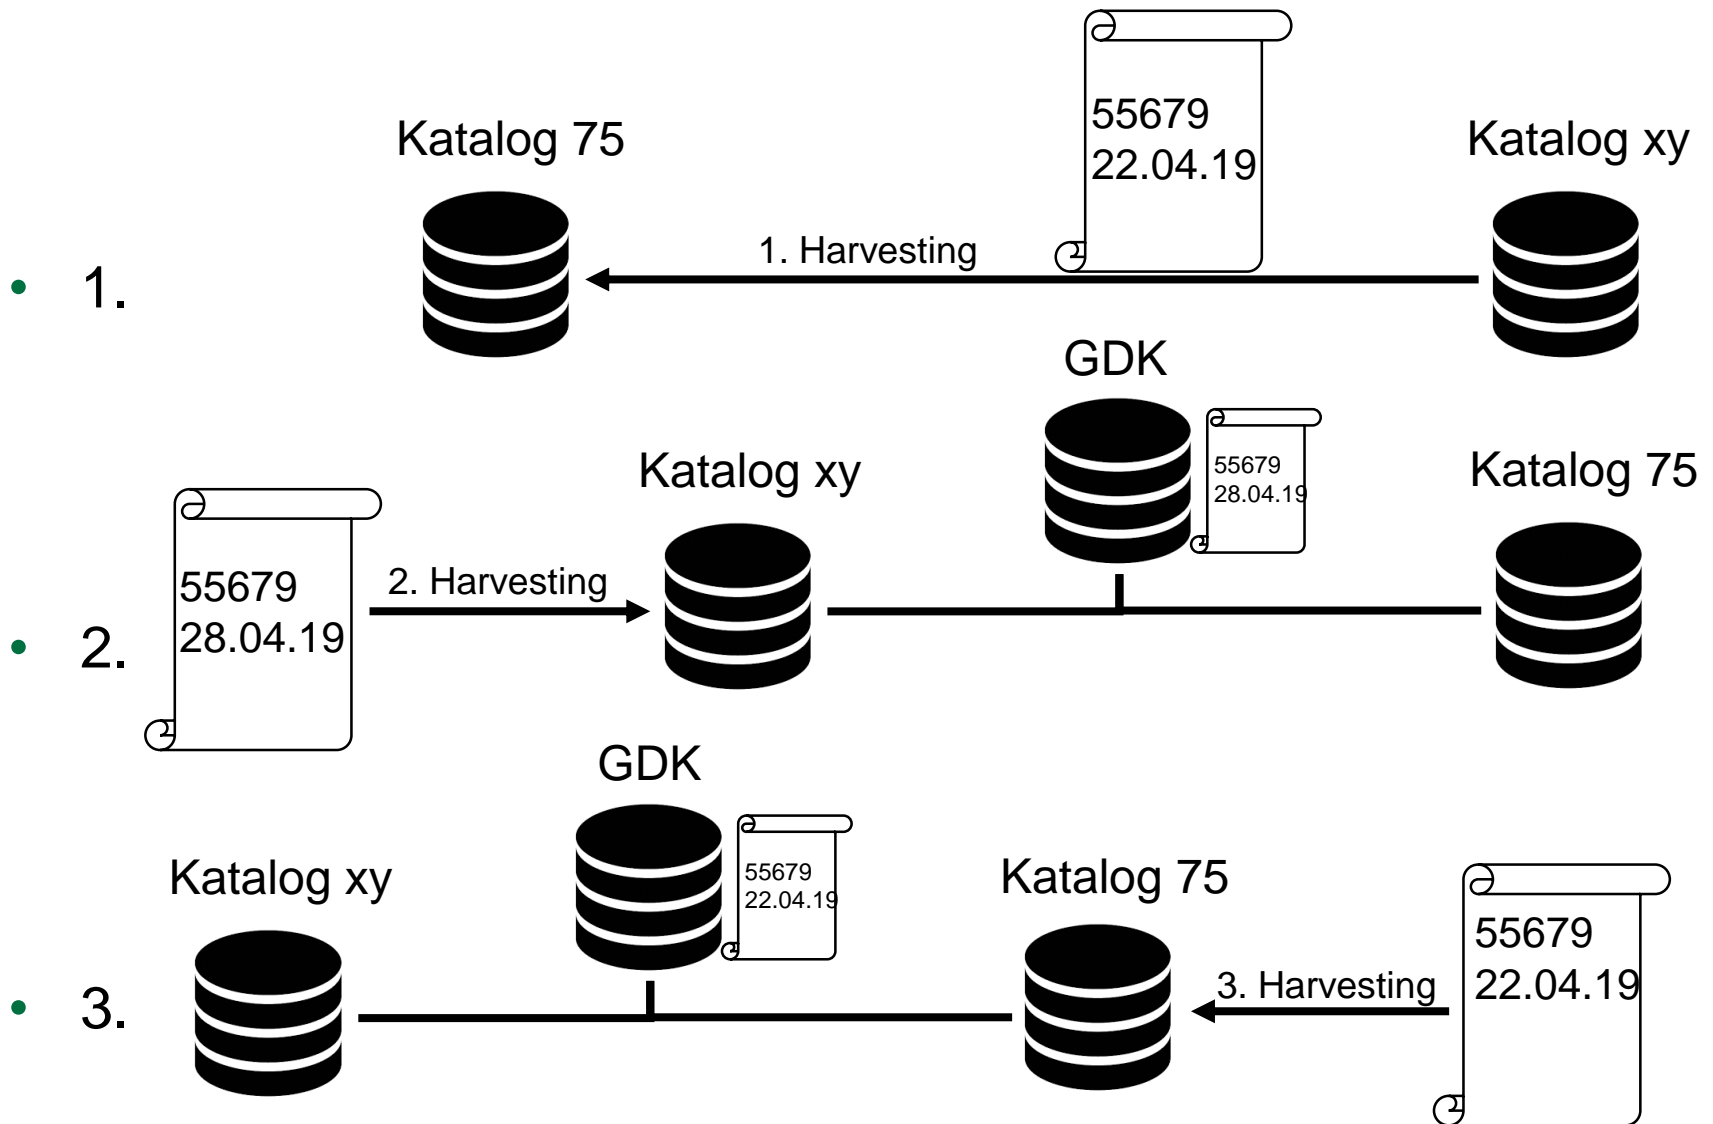 55679
22.04.19
Katalog 75
Katalog xy
1. Harvesting
• 1.
GDK
55679
28.04.19
Katalog xy
Katalog 75
55679
28.04.19
2. Harvesting
• 2.
GDK
55679
22.04.19
Katalog xy
Katalog 75
55679
22.04.19
3. Harvesting
• 3.